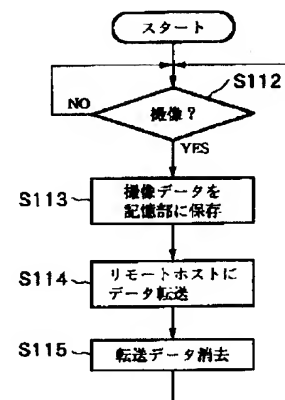 スタート
S112
撮像？
NO
YES
S113
撮像データを
記憶部に保存
S114
リモートホストに
データ転送
S115
転送データ消去